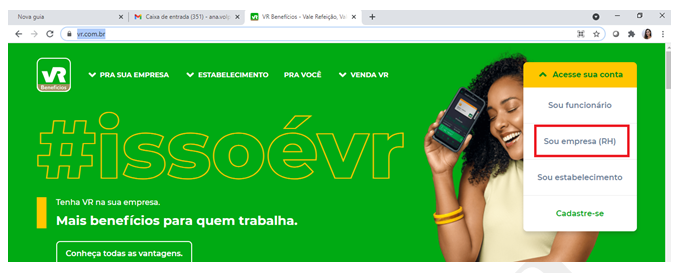 Nova guia
Caixa de entrada (351) - ana.volp
VR Benefícios - Vale Refeição, Va
vr.com.br
VR
Benefícios
PRA SUA EMPRESA
ESTABELECIMENTO
PRA VOCÊ
VENDA VR
Acesse sua conta
Sou funcionário
Sou empresa (RH)
Sou estabelecimento
Cadastre-se
#issoévr
Tenha VR na sua empresa.
Mais benefícios para quem trabalha.
Conheça todas as vantagens.